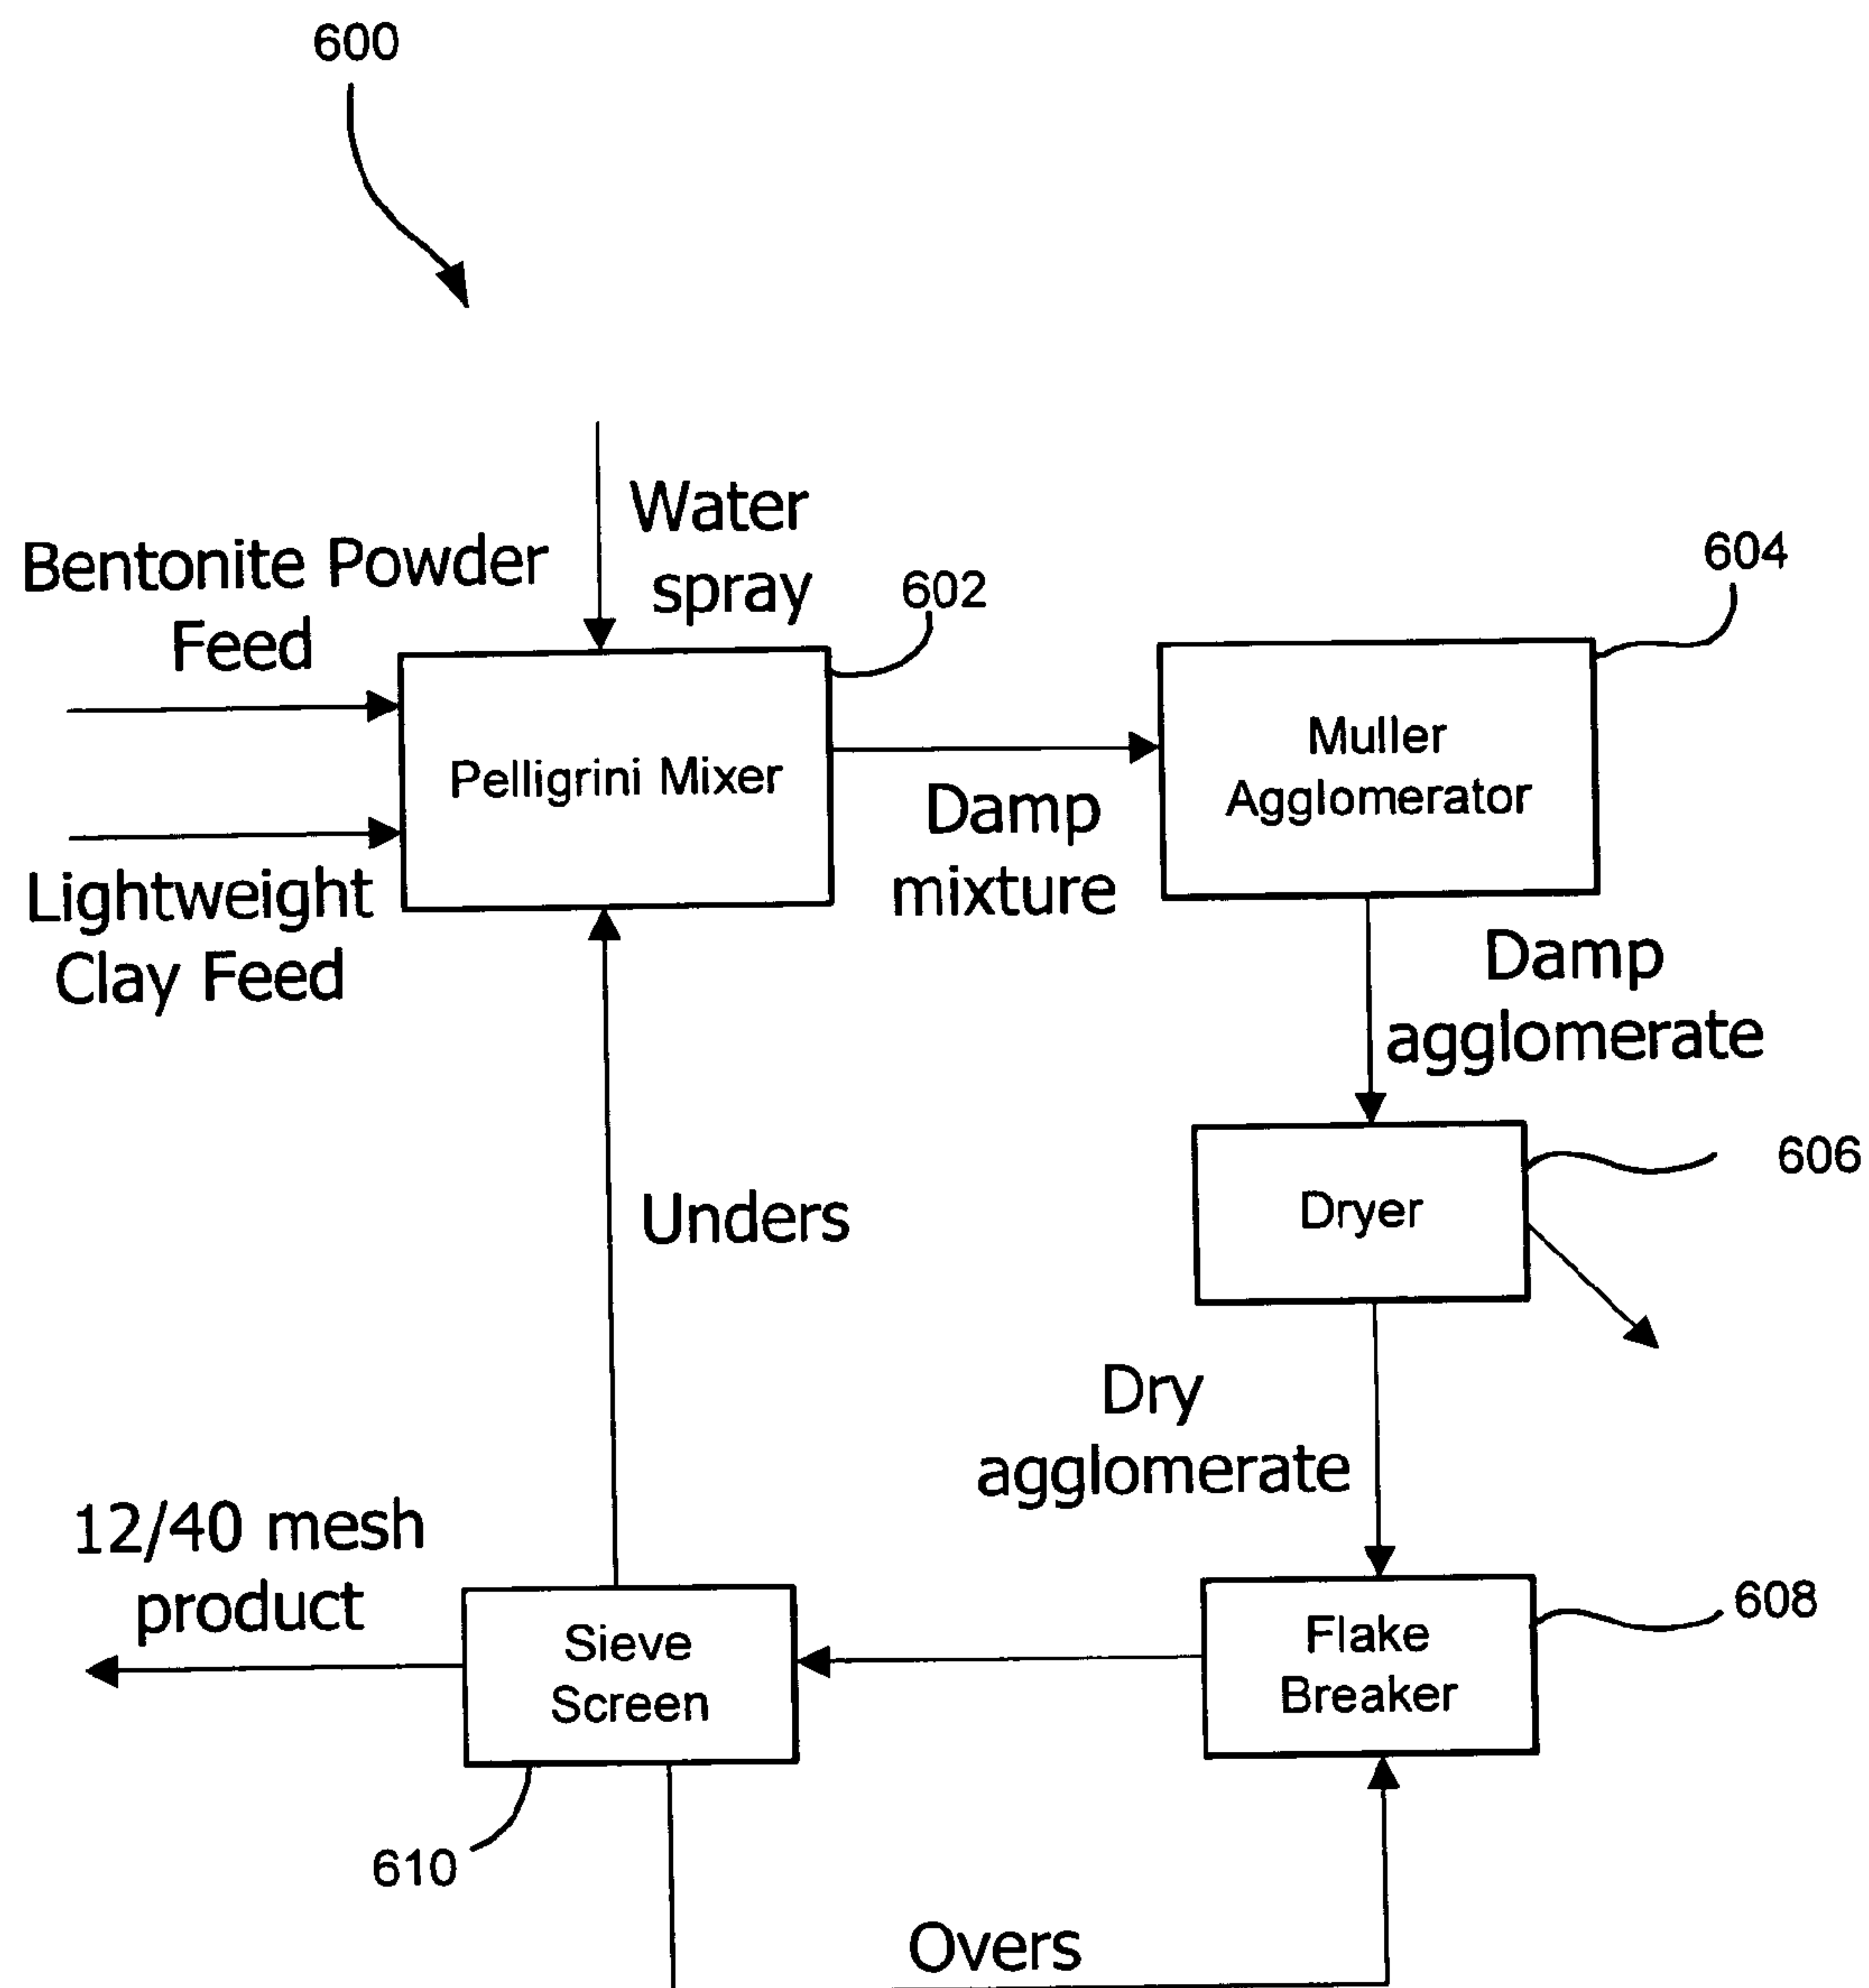 600
Water
spray
Bentonite Powder
Feed
602
604
Pelligrini Mixer
Muller
Agglomerator
Damp
mixture
Lightweight
Clay Feed
Damp
agglomerate
606
Dryer
Unders
Dry
agglomerate
12/40 mesh
product
Sieve
Screen
608
Flake
Breaker
610
Overs